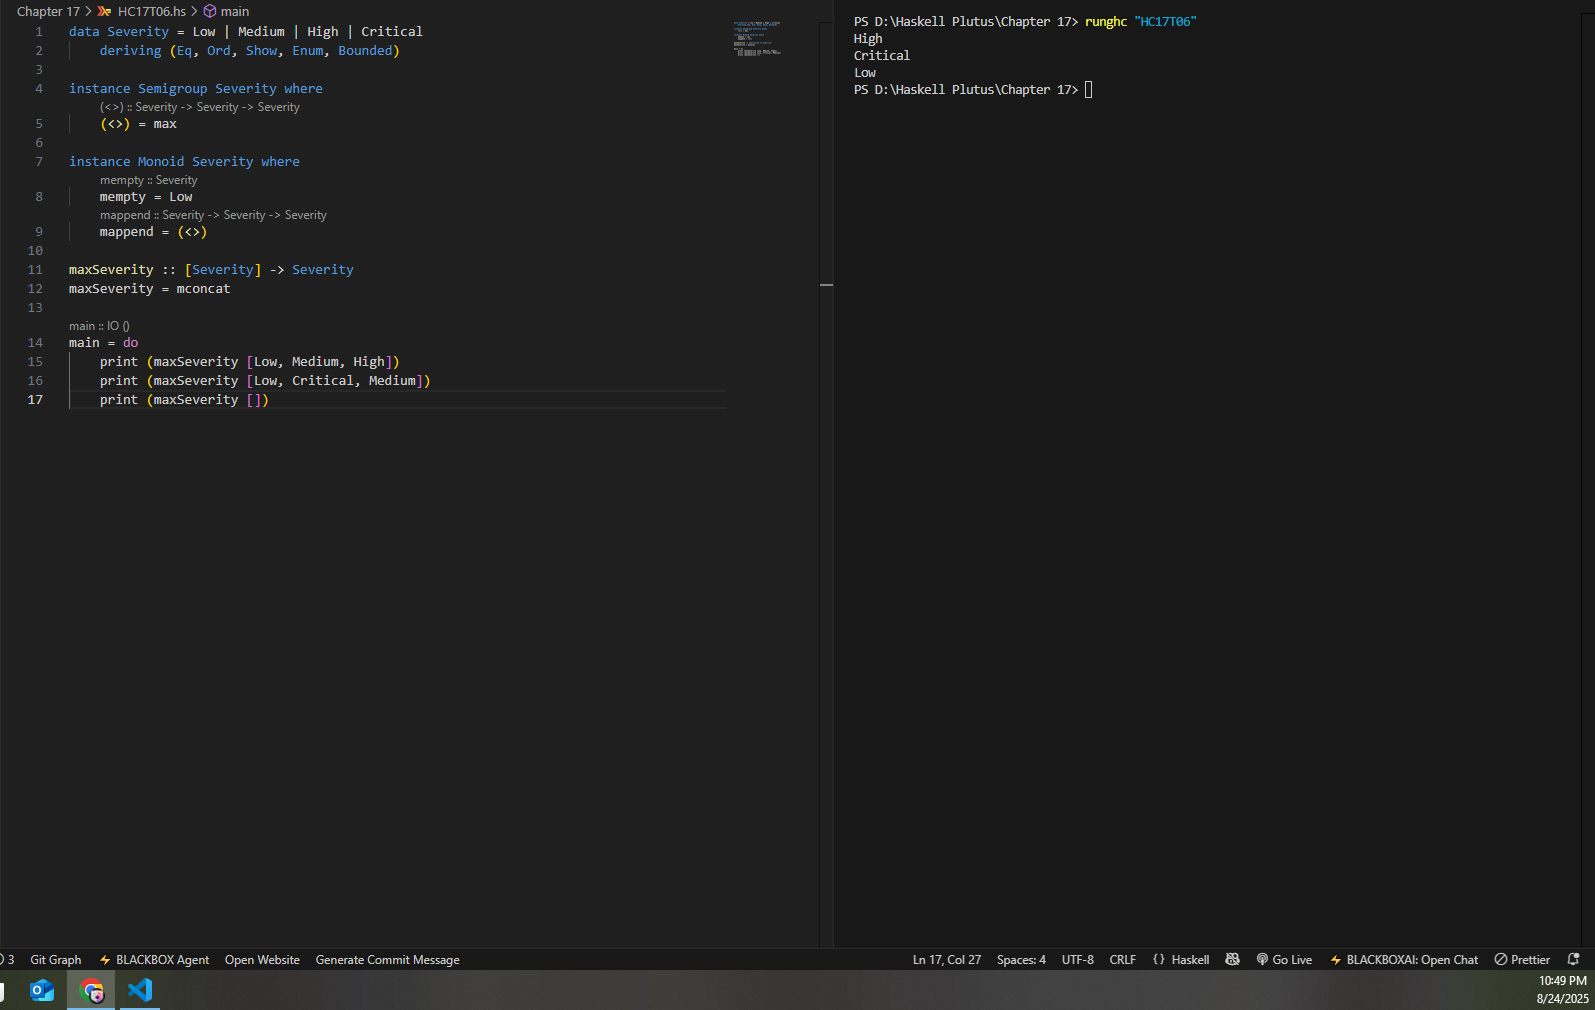 Chapter 17 > HC17T06.hs > main
1 data Severity = Low | Medium | High | Critical
2 deriving (Eq, Ord, Show, Enum, Bounded)
3
4 instance Semigroup Severity where
(<>) :: Severity -> Severity -> Severity
5 (<>) = max
6
7 instance Monoid Severity where
mempty :: Severity
8 mempty = Low
mappend :: Severity -> Severity -> Severity
9 mappend = (<>)
10
11 maxSeverity :: [Severity] -> Severity
12 maxSeverity = mconcat
13
main :: IO ()
14 main = do
15 print (maxSeverity [Low, Medium, High])
16 print (maxSeverity [Low, Critical, Medium])
17 print (maxSeverity [])
PS D:\Haskell Plutus\Chapter 17> runghc "HC17T06"
High
Critical
Low
PS D:\Haskell Plutus\Chapter 17>
3 Git Graph BLACKBOX Agent Open Website Generate Commit Message Ln 17, Col 27 Spaces: 4 UTF-8 CRLF {} Haskell Go Live BLACKBOXAI: Open Chat Prettier
10:49 PM
8/24/2025